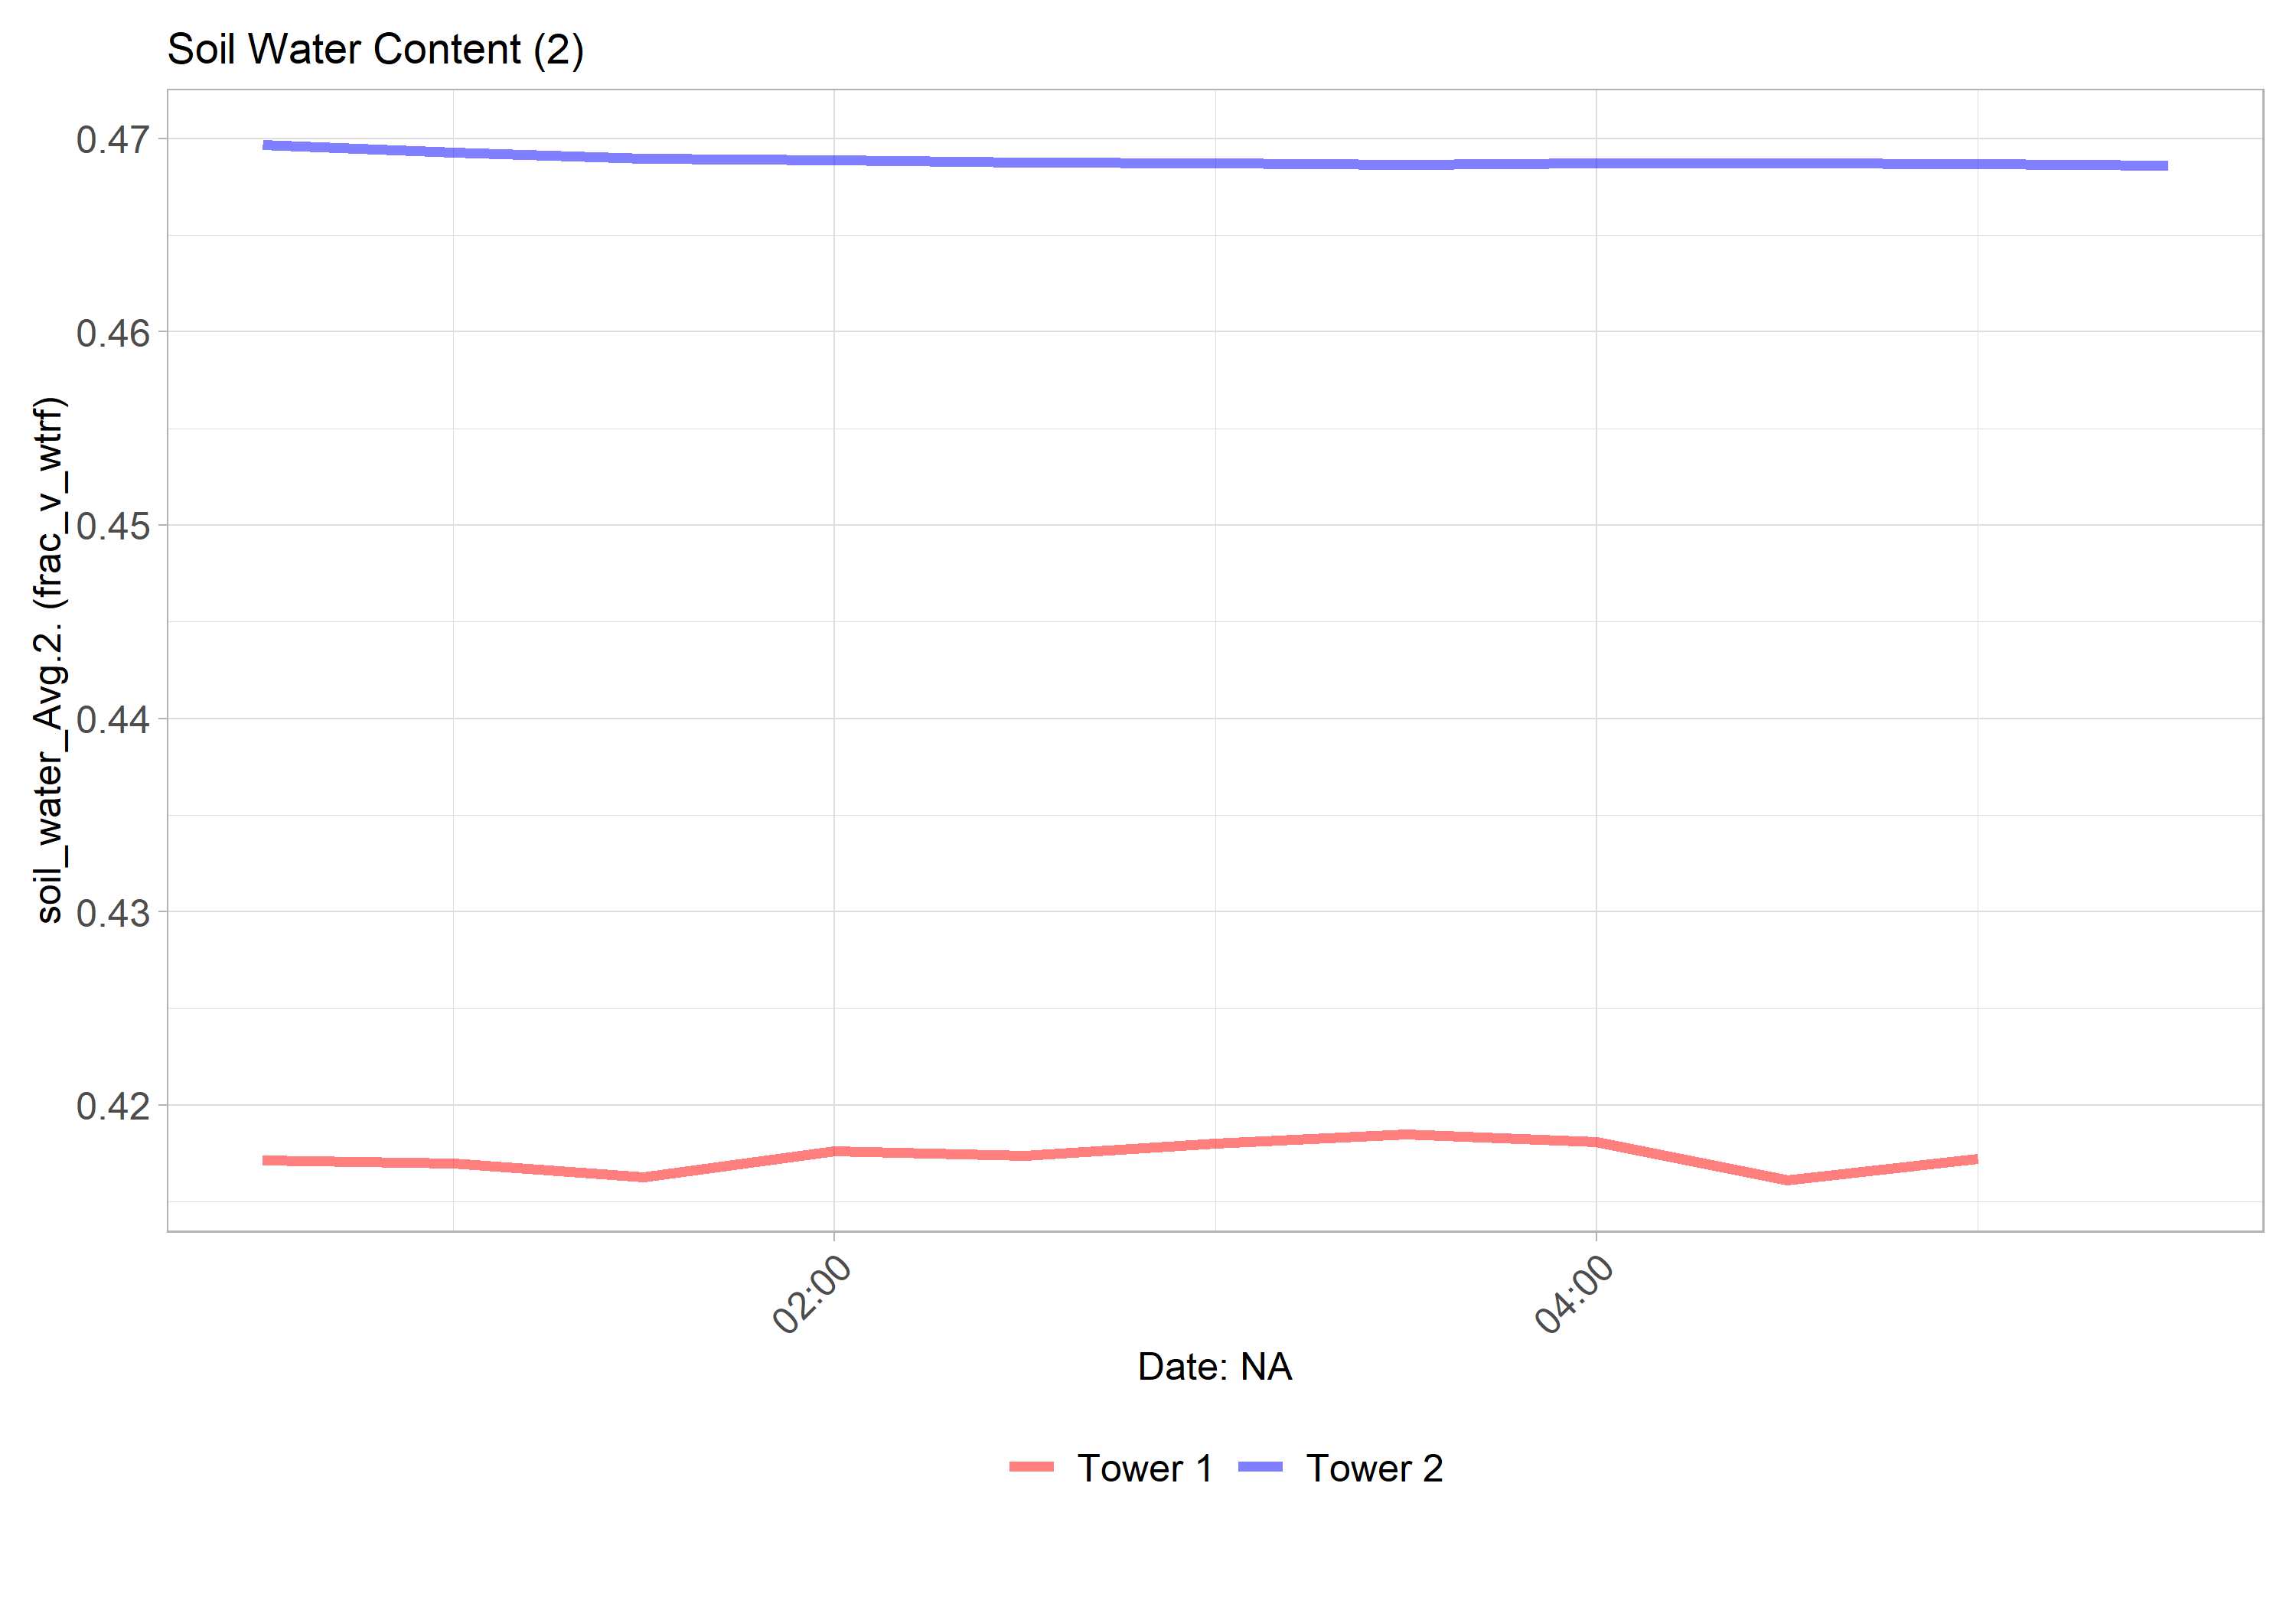 Soil Water Content (2)
soil_water_Avg.2. (frac_v_wtrf)
0.47
0.46
0.45
0.44
0.43
0.42
02:00
04:00
Date: NA
Tower 1
Tower 2